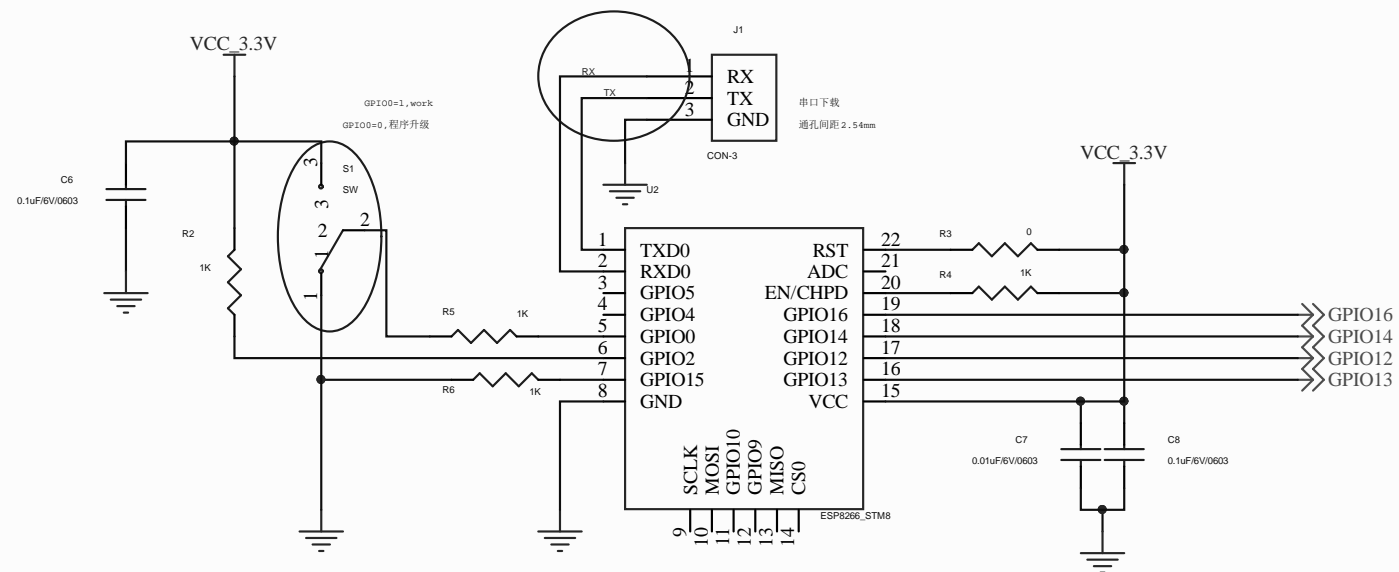 VCC_3.3V
J1
RX
1
RX
TX
2
TX
3
GND
串口下载
通孔间距2.54mm
CON-3
GPIO0=1,work
GPIO0=0,程序升级
VCC_3.3V
C6
0.1uF/6V/0603
R2
1K
3
S1
SW
3
2
2
1
1
U2
R5
1K
R6
1K
1
TXD0
2
RXD0
3
GPIO5
4
GPIO4
5
GPIO0
6
GPIO2
7
GPIO15
8
GND
RST
22
ADC
21
EN/CHPD
20
GPIO16
19
GPIO14
18
GPIO12
17
GPIO13
16
VCC
15
R3
0
R4
1K
GPIO16
GPIO14
GPIO12
GPIO13
SCLK
MOSI
GPIO10
GPIO9
MISO
CS0
9
10
11
12
13
14
ESP8266_STM8
C7
0.01uF/6V/0603
C8
0.1uF/6V/0603